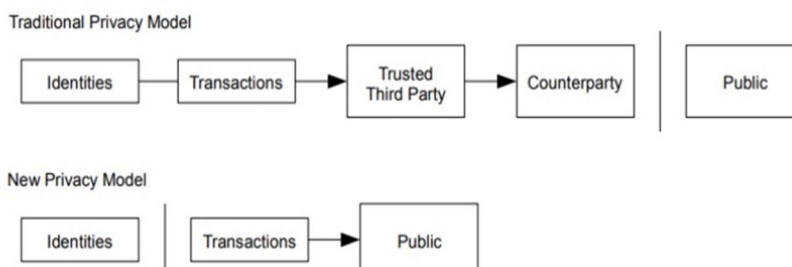 Traditional Privacy Model
Identities
Transactions
Trusted
Third Party
Counterparty
Public
New Privacy Model
Identities
Transactions
Public